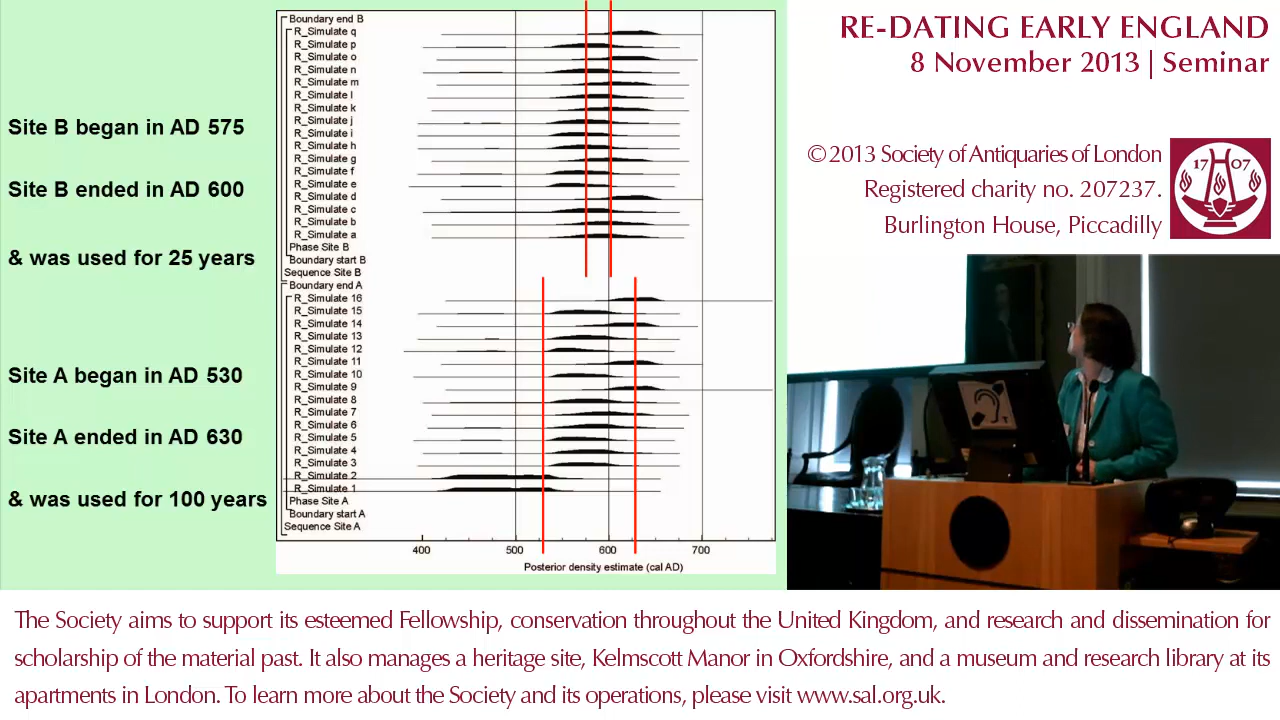 Site B began in AD 575
Site B ended in AD 600
& was used for 25 years
Site A began in AD 530
Site A ended in AD 630
& was used for 100 years
Boundary end B
R_Simulate q
R_Simulate p
R_Simulate o
R_Simulate n
R_Simulate m
R_Simulate l
R_Simulate k
R_Simulate j
R_Simulate i
R_Simulate h
R_Simulate g
R_Simulate f
R_Simulate e
R_Simulate d
R_Simulate c
R_Simulate b
R_Simulate a
Phase Site B
Boundary start B
Sequence Site B
Boundary end A
R_Simulate 16
R_Simulate 15
R_Simulate 14
R_Simulate 13
R_Simulate 12
R_Simulate 11
R_Simulate 10
R_Simulate 9
R_Simulate 8
R_Simulate 7
R_Simulate 6
R_Simulate 5
R_Simulate 4
R_Simulate 3
R_Simulate 2
R_Simulate 1
Phase Site A
Boundary start A
Sequence Site A
400 500 600 700
Posterior density estimate (cal AD)
RE-DATING EARLY ENGLAND
8 November 2013 | Seminar
©2013 Society of Antiquaries of London
Registered charity no. 207237.
Burlington House, Piccadilly
17 07
The Society aims to support its esteemed Fellowship, conservation throughout the United Kingdom, and research and dissemination for
scholarship of the material past. It also manages a heritage site, Kelmscott Manor in Oxfordshire, and a museum and research library at its
apartments in London. To learn more about the Society and its operations, please visit www.sal.org.uk.